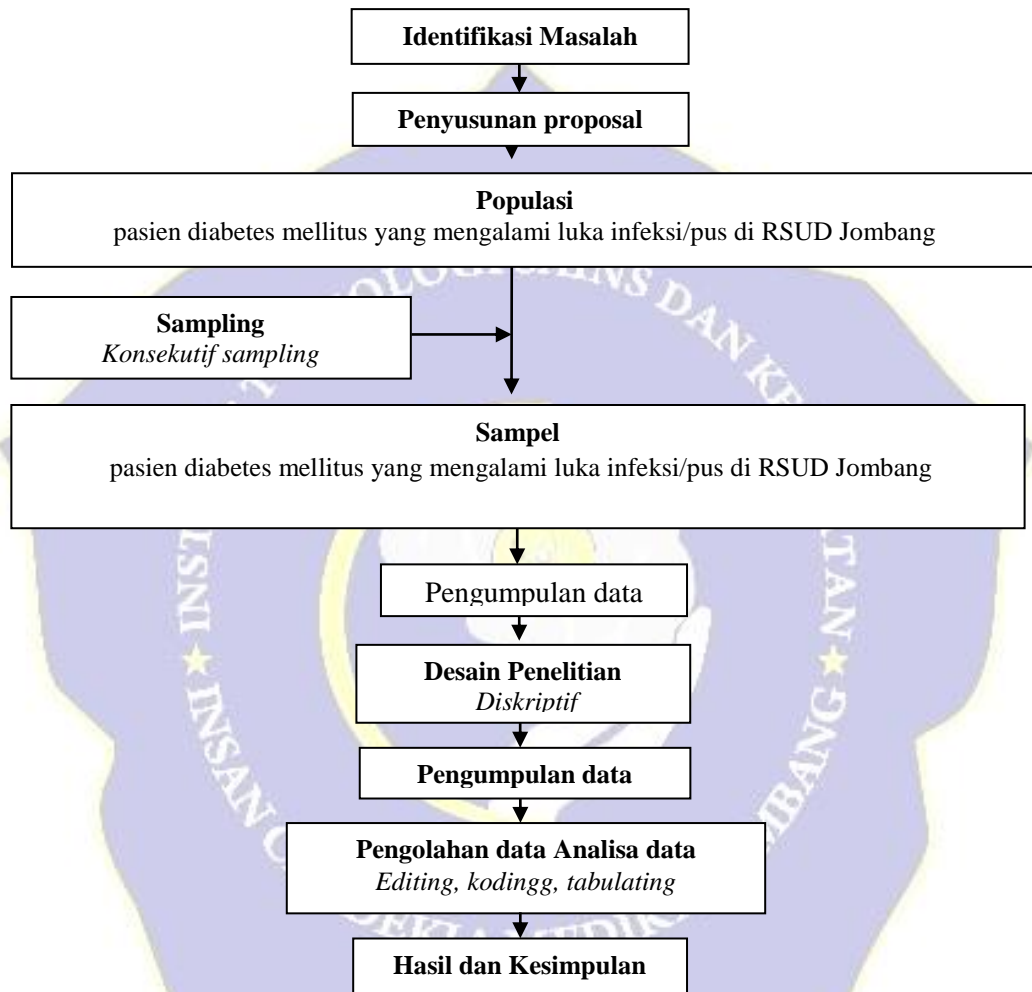 Identifikasi Masalah
Penyusunan proposal
Populasi
pasien diabetes mellitus yang mengalami luka infeksi/pus di RSUD Jombang
Sampling
Konsekutif sampling
Sampel
pasien diabetes mellitus yang mengalami luka infeksi/pus di RSUD Jombang
Pengumpulan data
Desain Penelitian
Diskriptif
Pengumpulan data
Pengolahan data Analisa data
Editing, kodingg, tabulating
Hasil dan Kesimpulan
DAN
INSAN